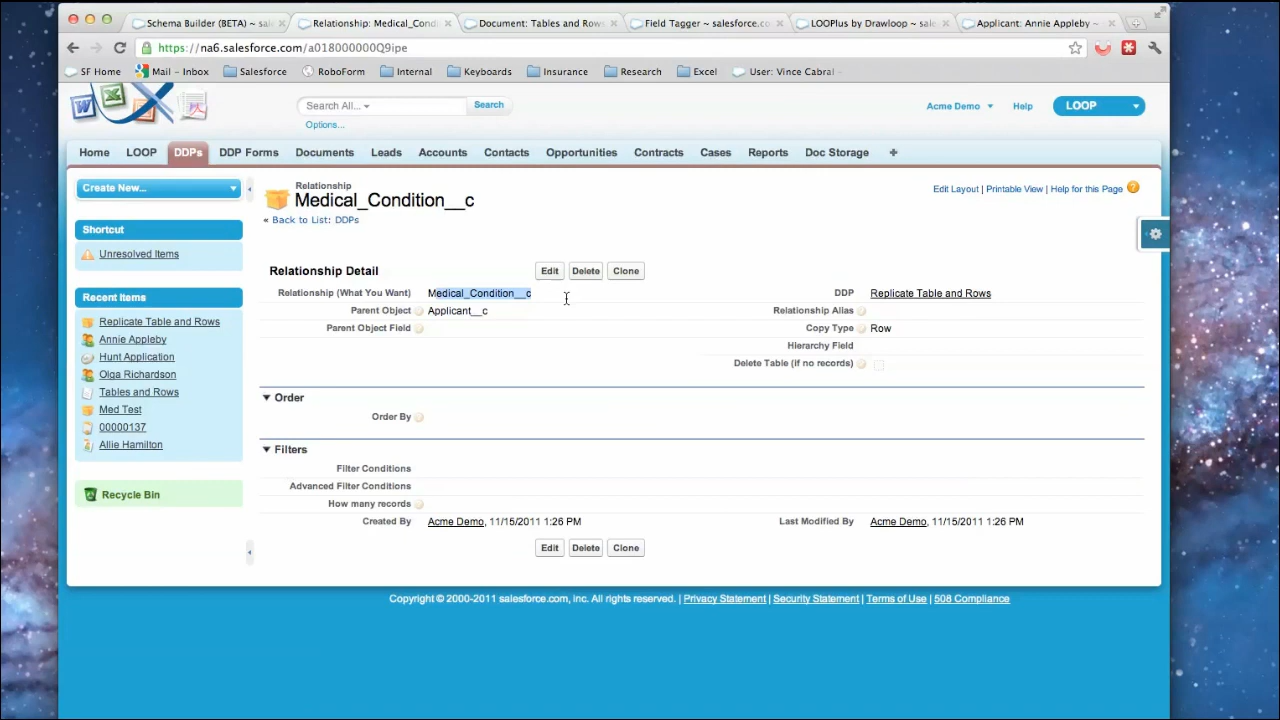 Schema Builder (BETA) ~ sale
Relationship: Medical_Condi
Document: Tables and Rows
Field Tagger ~ salesforce.co
LOOPlus by Drawloop ~ sale
Applicant: Annie Appleby ~
https://na6.salesforce.com/a018000000Q9ipe
SF Home
Mail – Inbox
Salesforce
RoboForm
Internal
Keyboards
Insurance
Research
Excel
User: Vince Cabral ~
Search All...
Search
Options...
Acme Demo
Help
LOOP
Home
LOOP
DDPs
DDP Forms
Documents
Leads
Accounts
Contacts
Opportunities
Contracts
Cases
Reports
Doc Storage
+
Create New...
Shortcut
Unresolved Items
Recent Items
Replicate Table and Rows
Annie Appleby
Hunt Application
Olga Richardson
Tables and Rows
Med Test
00000137
Allie Hamilton
Recycle Bin
Relationship
Medical_Condition__c
« Back to List: DDPs
Edit Layout | Printable View | Help for this Page ?
Relationship Detail
Edit
Delete
Clone
Relationship (What You Want) Medical_Condition__c
DDP Replicate Table and Rows
Parent Object Applicant__c
Relationship Alias
Parent Object Field
Copy Type Row
Hierarchy Field
Delete Table (if no records)
Order
Order By
Filters
Filter Conditions
Advanced Filter Conditions
How many records
Created By Acme Demo, 11/15/2011 1:26 PM
Last Modified By Acme Demo, 11/15/2011 1:26 PM
Edit
Delete
Clone
Copyright © 2000-2011 salesforce.com, inc. All rights reserved. | Privacy Statement | Security Statement | Terms of Use | 508 Compliance